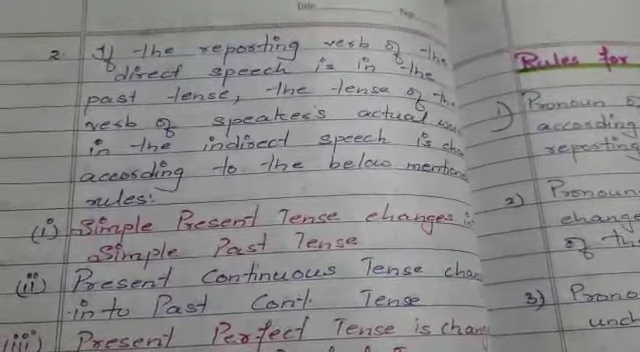 Date
Page
2. If the reporting verb of the
direct speech is in the
past tense, the tense of the
verb of speaker's actual
in the indirect speech is
according to the below
rules:
(i) Simple Present Tense changes
Simple Past Tense
(ii) Present Continuous Tense
into Past Cont. Tense
(iii) Present Perfect Tense is
Rules for
1) Pronoun
according
reporting
2) Pronoun
change
of the
3)